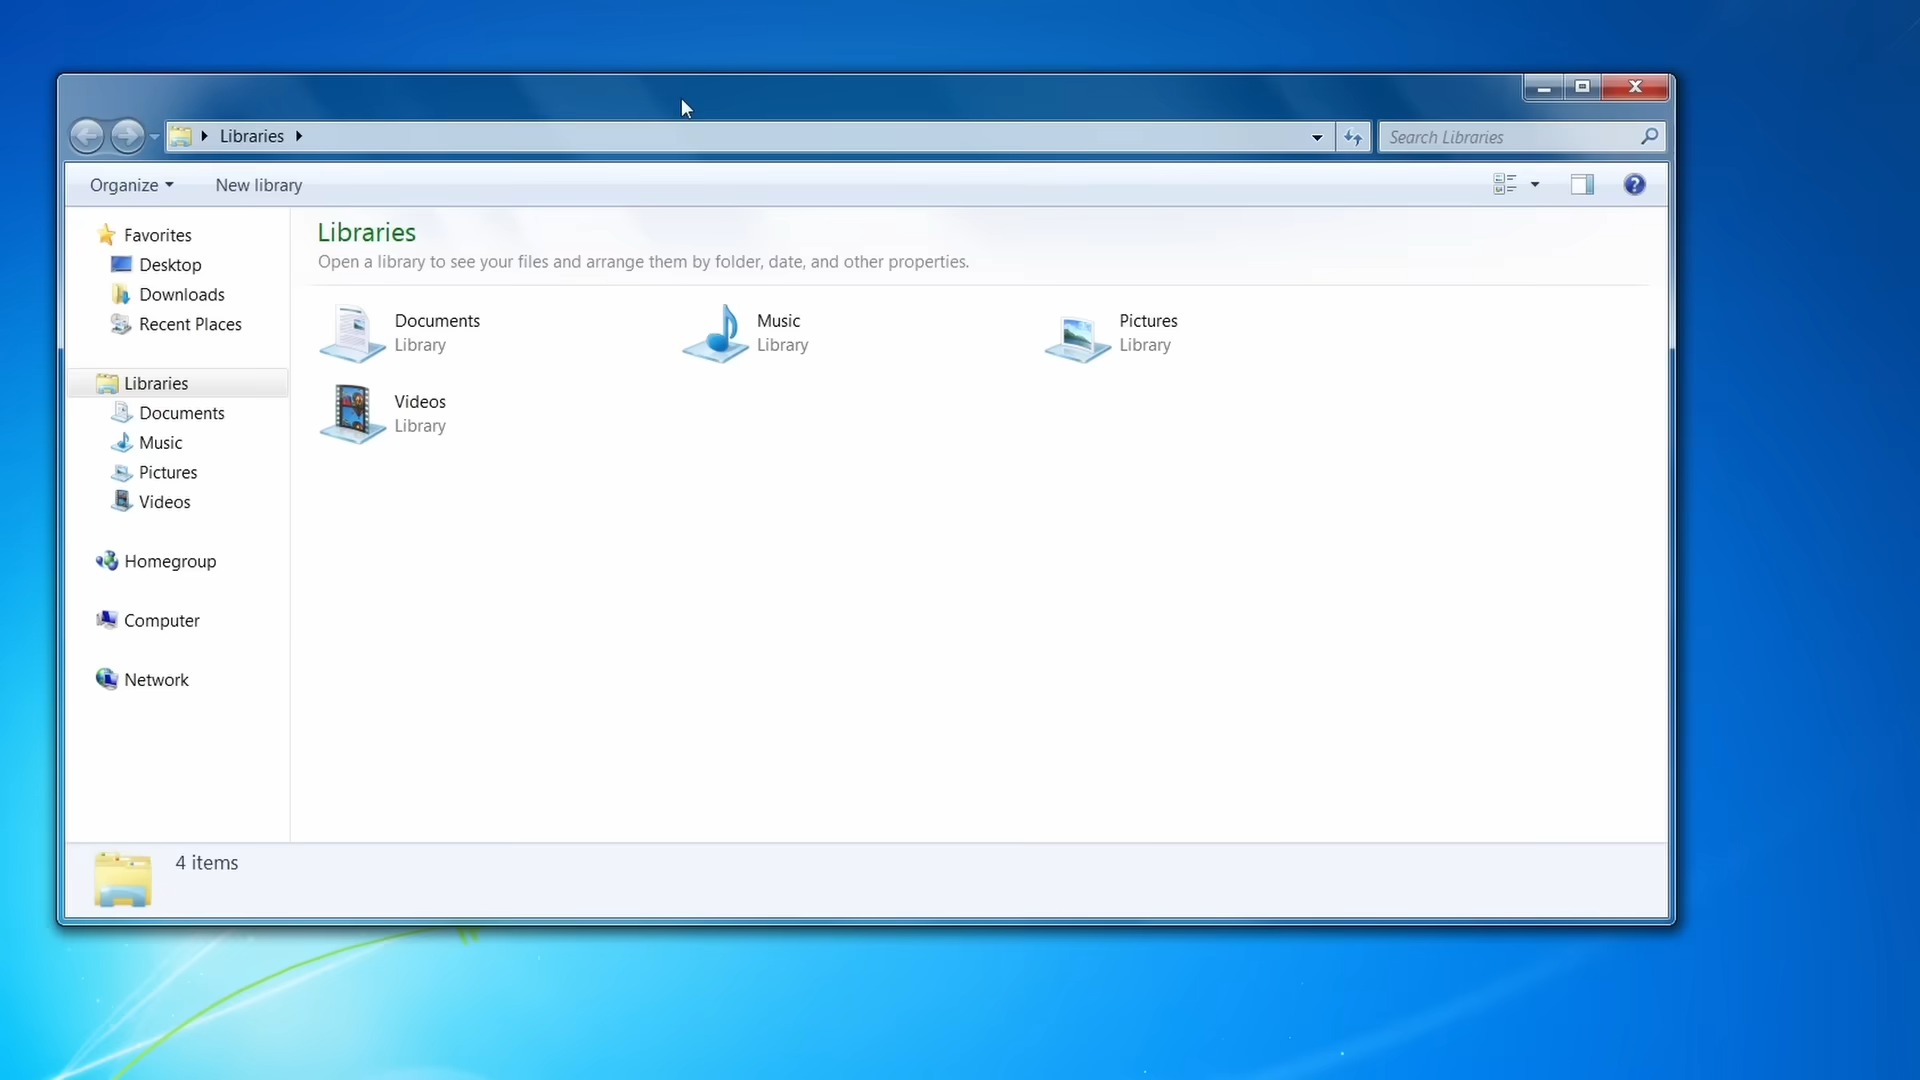 Libraries
Search Libraries
Organize
New library
Favorites
Desktop
Downloads
Recent Places
Libraries
Documents
Music
Pictures
Videos
Homegroup
Computer
Network
Libraries
Open a library to see your files and arrange them by folder, date, and other properties.
Documents
Library
Music
Library
Pictures
Library
Videos
Library
4 items